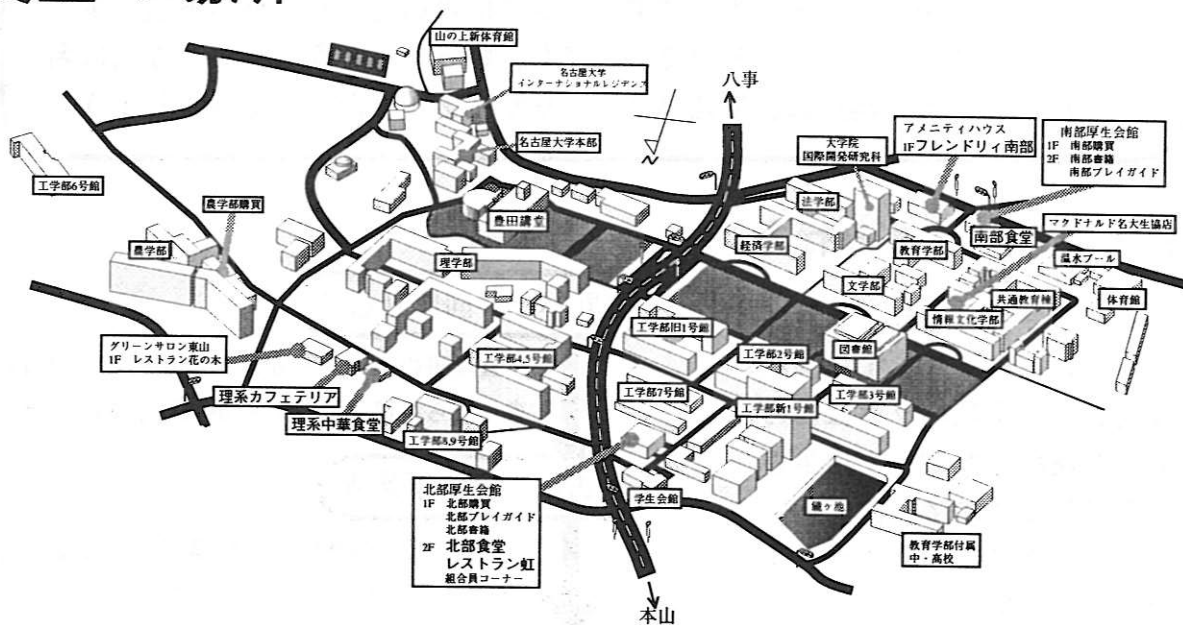 山の上新体育館
名古屋大学
インターナショナルレジデンス
八事
アメニティハウス
1Fフレンドリィ南部
南部厚生会館
1F 南部購買
2F 南部書籍
南部プレイガイド
大学院
国際開発研究科
名古屋大学本部
工学部6号館
農学部購買
豊田講堂
法学部
マクドナルド名大生協店
農学部
理学部
経済学部
教育学部
南部食堂
温水プール
文学部
共通教育棟
体育館
情報文化学部
グリーンサロン東山
1F レストラン花の木
工学部4,5号館
工学部旧1号館
工学部2号館
図書館
理系カフェテリア
理系中華食堂
工学部7号館
工学部新1号館
工学部3号館
工学部8,9号館
北部厚生会館
1F 北部購買
北部プレイガイド
北部書籍
2F 北部食堂
レストラン虹
組合員コーナー
学生会館
鏡ヶ池
教育学部付属
中・高校
本山
N